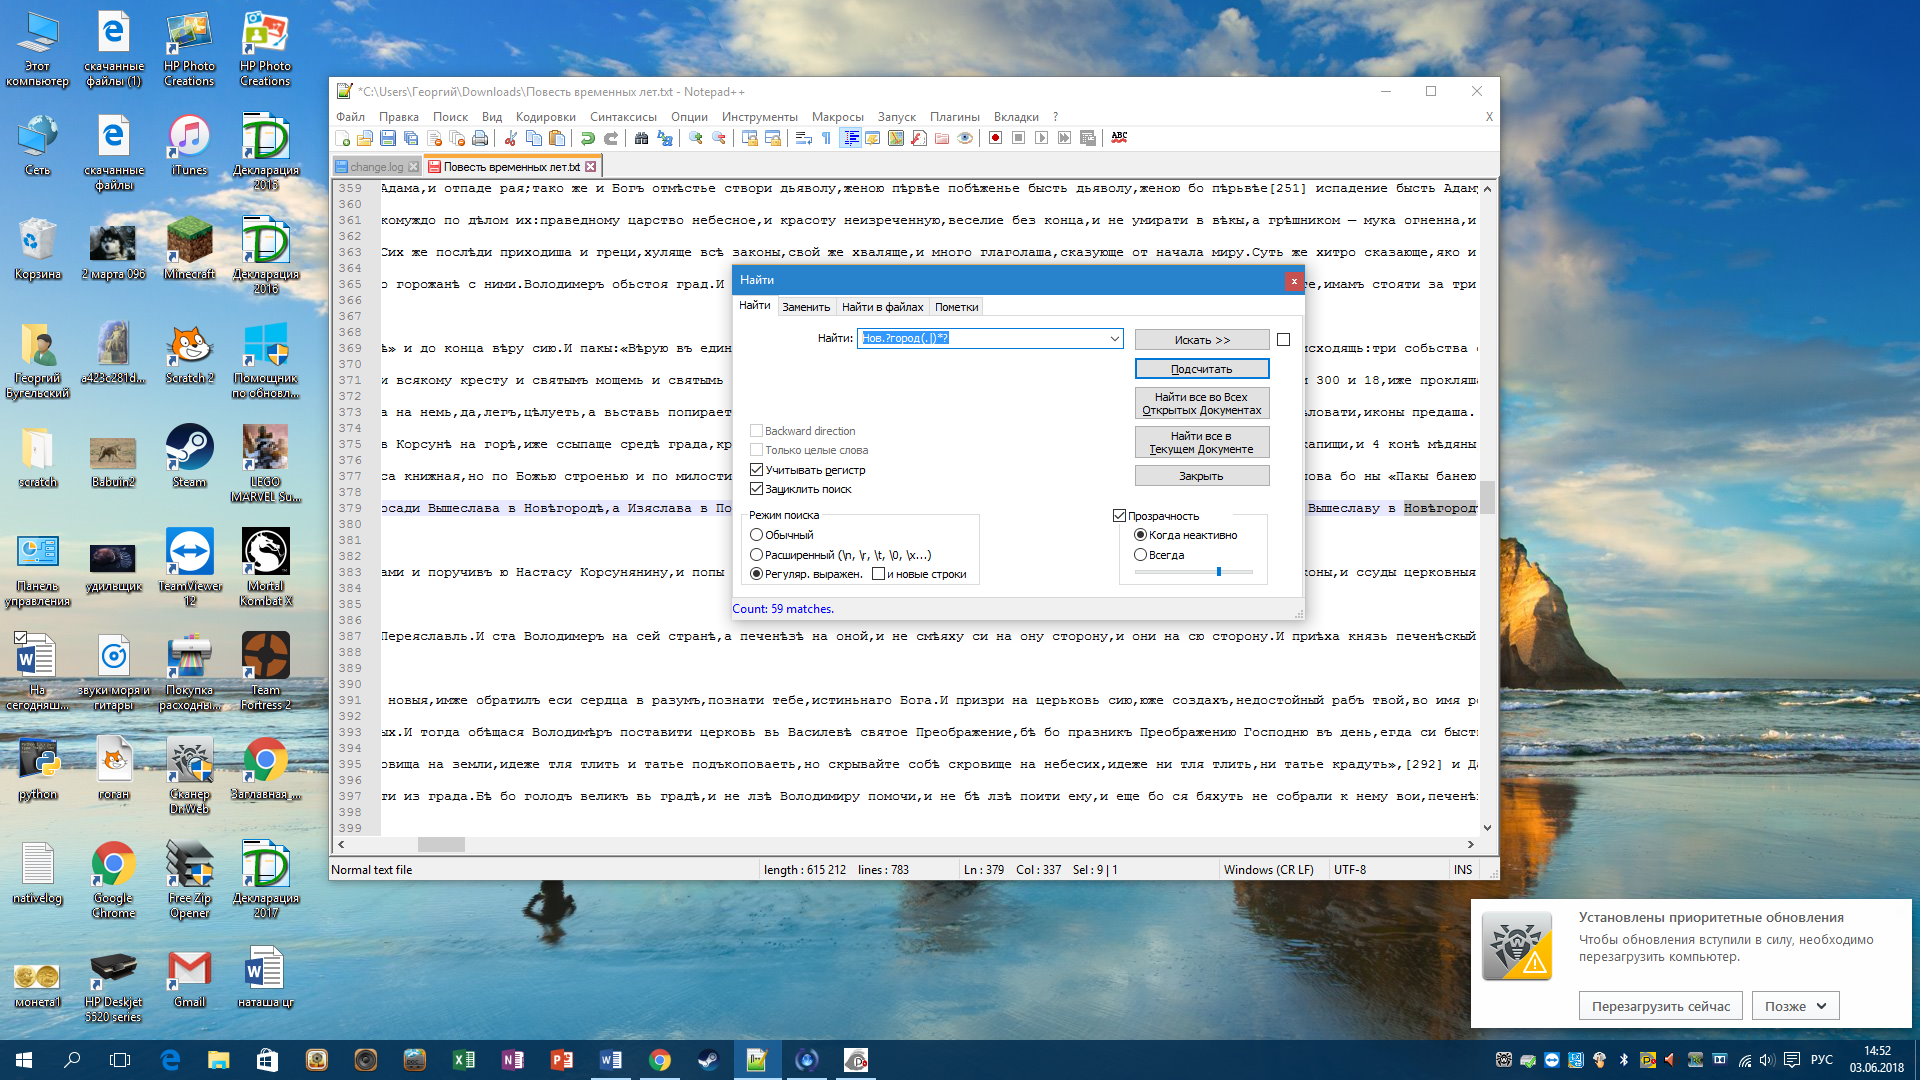 Этот компьютер
скачанные файлы (1)
HP Photo Creations
HP Photo Creations
Сеть
скачанные файлы
iTunes
Декларация 2015
Корзина
2 марта 096
Minecraft
Декларация 2016
Георгий Бугельский
a423c281d...
Scratch 2
Помощник по обновл...
scratch
Babuin2
Steam
LEGO MARVEL Su...
Панель управления
удильщик
TeamViewer 12
Mortal Kombat X
На сегодняш...
звуки моря и гитары
Покупка расходны...
Team Fortress 2
python
гоган
Сканер Dr.Web
Заглавная_...
nativelog
Google Chrome
Free Zip Opener
Декларация 2017
монета1
HP Deskjet 5520 series
Gmail
наташа цг
*C:\Users\Георгий\Downloads\Повесть временных лет.txt - Notepad++
Файл Правка Поиск Вид Кодировки Синтаксисы Опции Инструменты Макросы Запуск Плагины Вкладки ? X
ABC
change.log Повесть временных лет.txt
359 Адама,и отпаде рая;тако же и Богъ отмѣстье створи дьяволу,женою пѣрвѣе побѣженье бысть дьяволу,женою бо пѣрьвѣе[251] испадение бысть Адаму
360
361 комуждо по дѣлом их:праведному царство небесное,и красоту неизреченную,веселие без конца,и не умирати в вѣкы,а грѣшником — мука огненна,и
362
363 Сих же послѣди приходиша и греци,хуляще всѣ законы,свой же хваляще,и много глаголаша,сказующе от начала миру.Суть же хитро сказающе,яко и
364
365 о горожанѣ с ними.Володимеръ обьстоя град.И те,имамъ стояти за три
366
367
368
369 ѣ» и до конца вѣру сию.И пакы:«Вѣрую въ един исходящь:три собьства
370
371 и всякому кресту и святымъ мощемь и святымъ и 300 и 18,иже прокляша
372
373 а на немь,да,легъ,цѣлуеть,а выставь попирает ловати,иконы предаша.
374
375 в Корсунѣ на горѣ,иже ссыпаше средѣ града,кр капищи,и 4 конѣ мѣдяны
376
377 са книжная,но по Божью строенью и по милости нова бо ны «Пакы банею
378
379 осади Вышеслава в Новѣгородѣ,а Изяслава в По Вышеславу в Новѣгород
380
381
382
383 ами и поручивъ ю Настасу Корсунянину,и попы коны,и ссуды церковныя
384
385
386
387 Переяславль.И ста Володимеръ на сей странѣ,а печенѣзѣ на оной,и не смѣяху си на ону сторону,и они на сю сторону.И приѣха князь печенѣскый
388
389
390
391 новыя,имже обратилъ еси сердца в разумъ,познати тебе,истиньнаго Бога.И призри на церьковь сию,юже создахъ,недостойный рабъ твой,во имя
392
393 ых.И тогда обѣщася Володимѣръ поставити церковь вь Василевѣ святое Преображение,бѣ бо празникъ Преображению Господню въ день,егда си бысть
394
395 овища на земли,идеже тля тлить и татье подъкоповаеть,но скрывайте собѣ скровище на небесих,идеже ни тля тлить,ни татье крадуть»,[292] и
396
397 ти из града.Бѣ бо голодъ великъ вь градѣ,и не лзѣ Володимиру помочи,и не бѣ лзѣ поити ему,и еще бо ся бяхуть не собрали к нему вои,печенѣ
398
399
Найти
Найти Заменить Найти в файлах Пометки
Найти: Нов.?город(.|)*?
Искать >>
Подсчитать
Найти все во Всех
Открытых Документах
Найти все в
Текущем Документе
Закрыть
Backward direction
Только целые слова
Учитывать регистр
Зациклить поиск
Режим поиска
Обычный
Расширенный (\n, \r, \t, \0, \x...)
Регуляр. выражен. и новые строки
Прозрачность
Когда неактивно
Всегда
Count: 59 matches.
Normal text file length : 615 212 lines : 783 Ln : 379 Col : 337 Sel : 9 | 1 Windows (CR LF) UTF-8 INS
Установлены приоритетные обновления
Чтобы обновления вступили в силу, необходимо
перезагрузить компьютер.
Перезагрузить сейчас Позже
РУС
14:52
03.06.2018